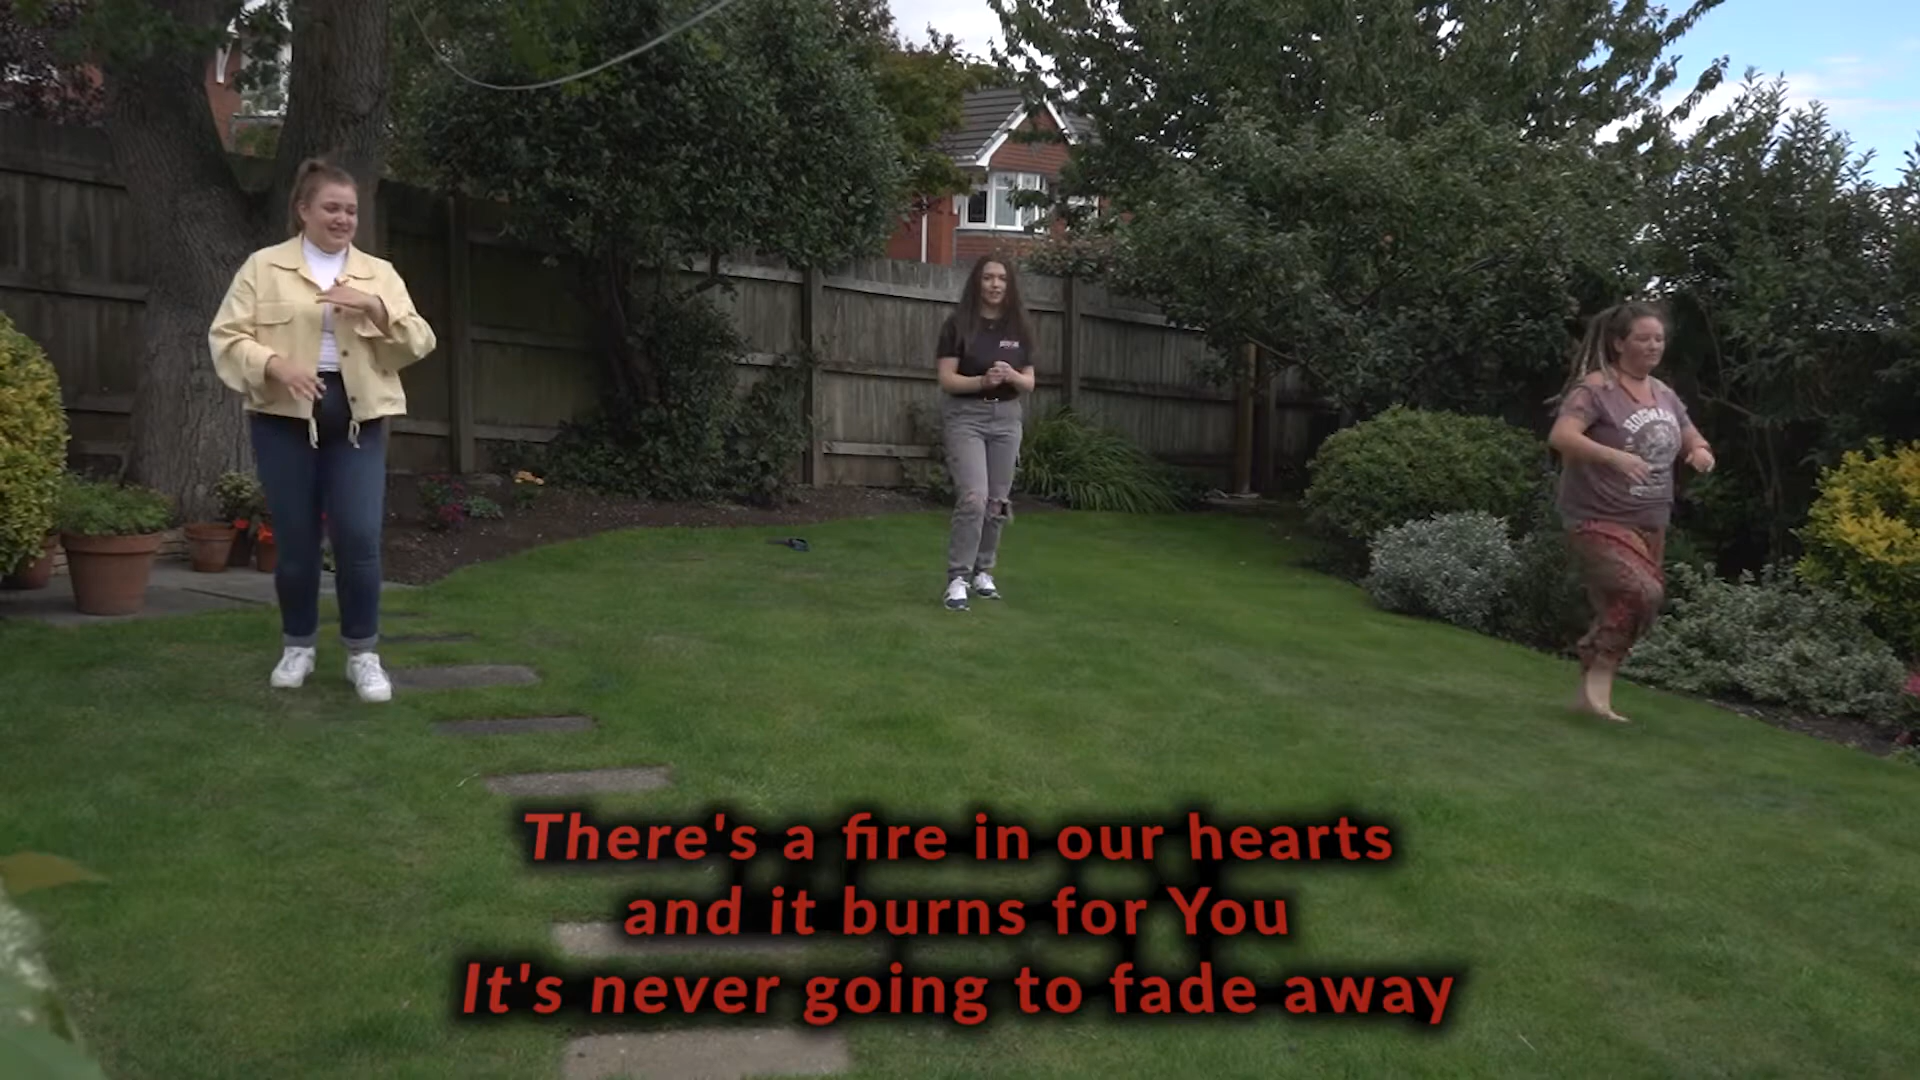 There's a fire in our hearts
and it burns for You
It's never going to fade away